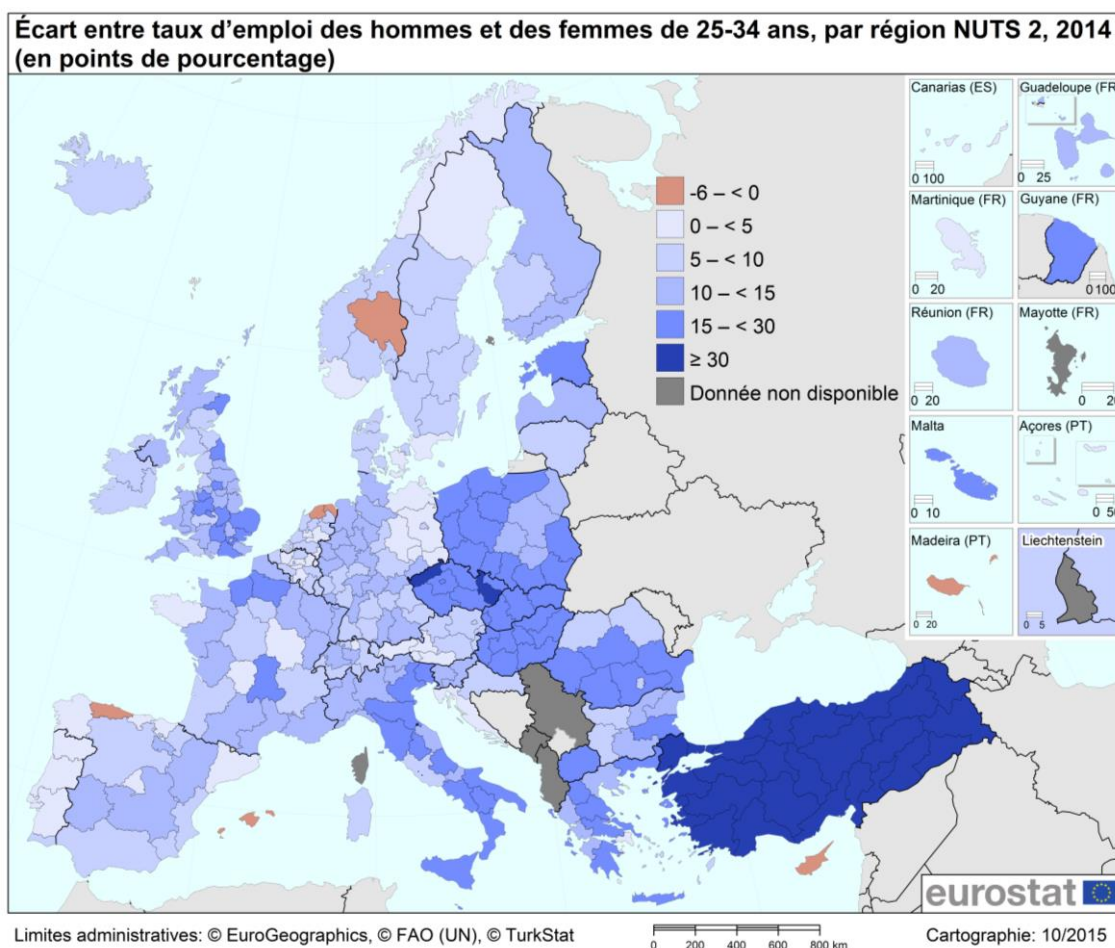 Écart entre taux d’emploi des hommes et des femmes de 25-34 ans, par région NUTS 2, 2014
(en points de pourcentage)
-6 – < 0
0 – < 5
5 – < 10
10 – < 15
15 – < 30
≥ 30
Donnée non disponible
Canarias (ES)
0 100
Guadeloupe (FR
0 25
Martinique (FR)
0 20
Guyane (FR)
0 100
Réunion (FR)
0 20
Mayotte (FR)
0 20
Malta
0 10
Açores (PT)
0 50
Madeira (PT)
0 20
Liechtenstein
0 5
eurostat
Limites administratives: © EuroGeographics, © FAO (UN), © TurkStat
0 200 400 600 800 km
Cartographie: 10/2015